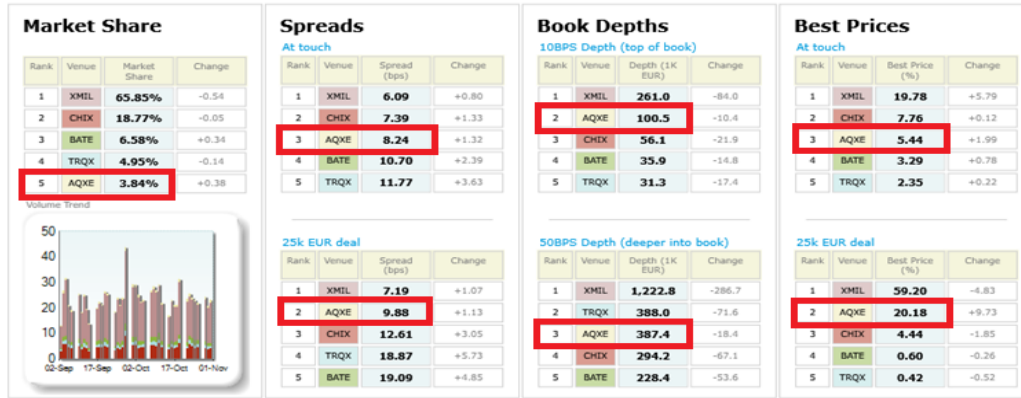 Market Share
Rank Venue Market Share Change
1 XMIL 65.85% -0.54
2 CHIX 18.77% -0.05
3 BATE 6.58% +0.34
4 TRQX 4.95% -0.14
5 AQXE 3.84% +0.38
Volume Trend
50
40
30
20
10
0
02-Sep 17-Sep 02-Oct 17-Oct 01-Nov
Spreads
At touch
Rank Venue Spread (bps) Change
1 XMIL 6.09 +0.80
2 CHIX 7.39 +1.33
3 AQXE 8.24 +1.32
4 BATE 10.70 +2.39
5 TRQX 11.77 +3.63
25k EUR deal
Rank Venue Spread (bps) Change
1 XMIL 7.19 +1.07
2 AQXE 9.88 +1.13
3 CHIX 12.61 +3.05
4 TRQX 18.87 +5.73
5 BATE 19.09 +4.85
Book Depths
10BPS Depth (top of book)
Rank Venue Depth (1K EUR) Change
1 XMIL 261.0 -84.0
2 AQXE 100.5 -10.4
3 CHIX 56.1 -21.9
4 BATE 35.9 -14.8
5 TRQX 31.3 -17.4
50BPS Depth (deeper into book)
Rank Venue Depth (1K EUR) Change
1 XMIL 1,222.8 -286.7
2 TRQX 388.0 -71.6
3 AQXE 387.4 -18.4
4 CHIX 294.2 -67.1
5 BATE 228.4 -53.6
Best Prices
At touch
Rank Venue Best Price (%) Change
1 XMIL 19.78 +5.79
2 CHIX 7.76 +0.12
3 AQXE 5.44 +1.99
4 BATE 3.29 +0.78
5 TRQX 2.35 +0.22
25k EUR deal
Rank Venue Best Price (%) Change
1 XMIL 59.20 -4.83
2 AQXE 20.18 +9.73
3 CHIX 4.44 -1.85
4 BATE 0.60 -0.26
5 TRQX 0.42 -0.52